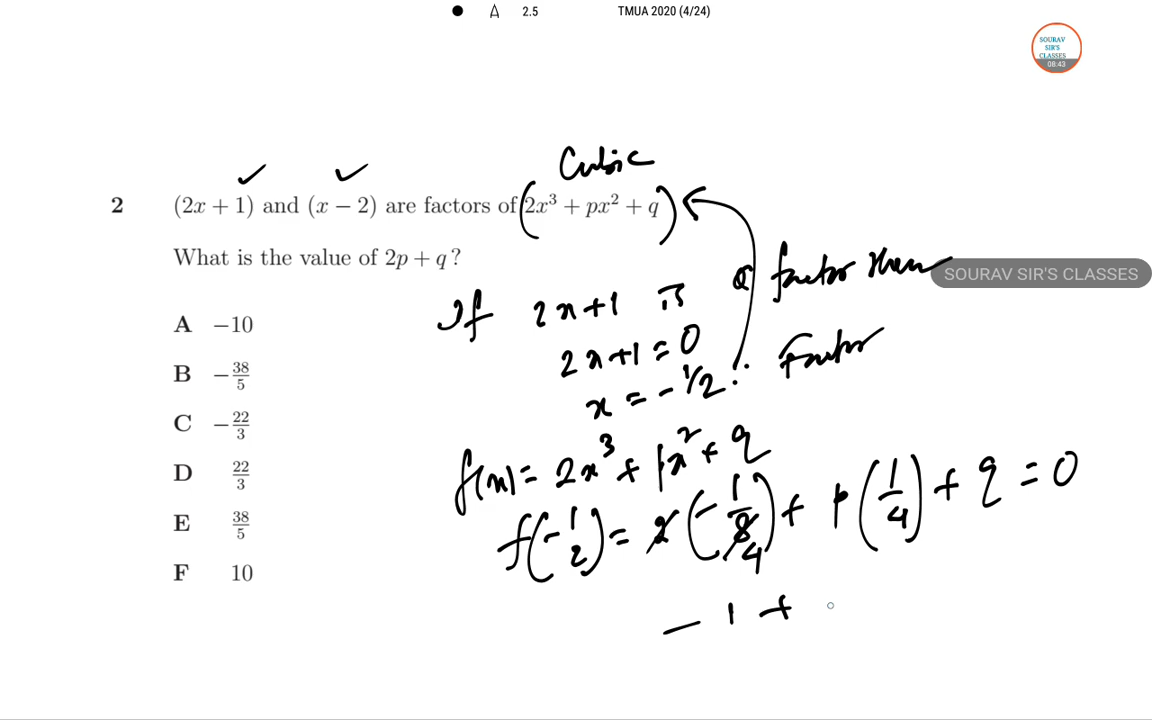 A 2.5 TMUA 2020 (4/24)
SOURAV
SIR'S
CLASSES
08:43
Cubic
2 (2x + 1) and (x − 2) are factors of (2x³ + px² + q)
What is the value of 2p + q?
SOURAV SIR'S CLASSES
If 2x+1 is a factor then
A −10
2x+1=0 Factor
B −38/5
x = -1/2
C −22/3
f(x)= 2x³ + px² + q
D 22/3
f(-1/2)= 2(-1/8)+ p(1/4)+ q =0
4
E 38/5
F 10
-1 +